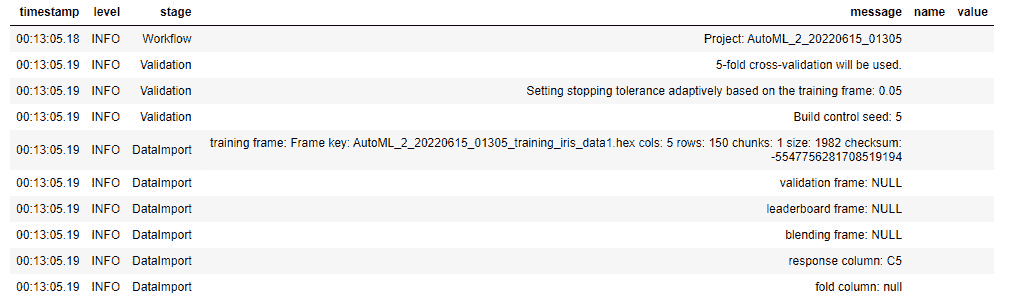 timestamp level stage message name value
00:13:05.18 INFO Workflow Project: AutoML_2_20220615_01305
00:13:05.19 INFO Validation 5-fold cross-validation will be used.
00:13:05.19 INFO Validation Setting stopping tolerance adaptively based on the training frame: 0.05
00:13:05.19 INFO Validation Build control seed: 5
00:13:05.19 INFO DataImport training frame: Frame key: AutoML_2_20220615_01305_training_iris_data1.hex cols: 5 rows: 150 chunks: 1 size: 1982 checksum:
-5547756281708519194
00:13:05.19 INFO DataImport validation frame: NULL
00:13:05.19 INFO DataImport leaderboard frame: NULL
00:13:05.19 INFO DataImport blending frame: NULL
00:13:05.19 INFO DataImport response column: C5
00:13:05.19 INFO DataImport fold column: null